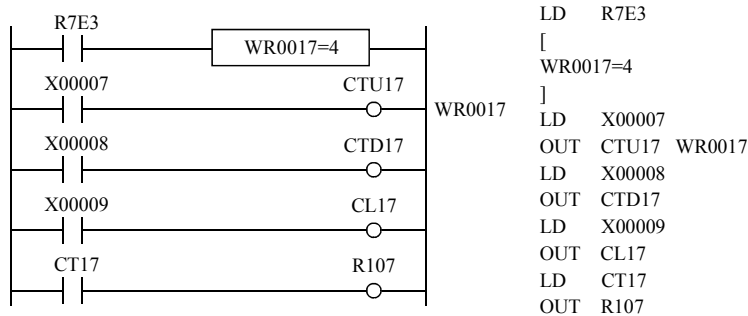 R7E3
WR0017=4
X00007 CTU17
WR0017
X00008 CTD17
X00009 CL17
CT17 R107
LD R7E3
[
WR0017=4
]
LD X00007
OUT CTU17 WR0017
LD X00008
OUT CTD17
LD X00009
OUT CL17
LD CT17
OUT R107